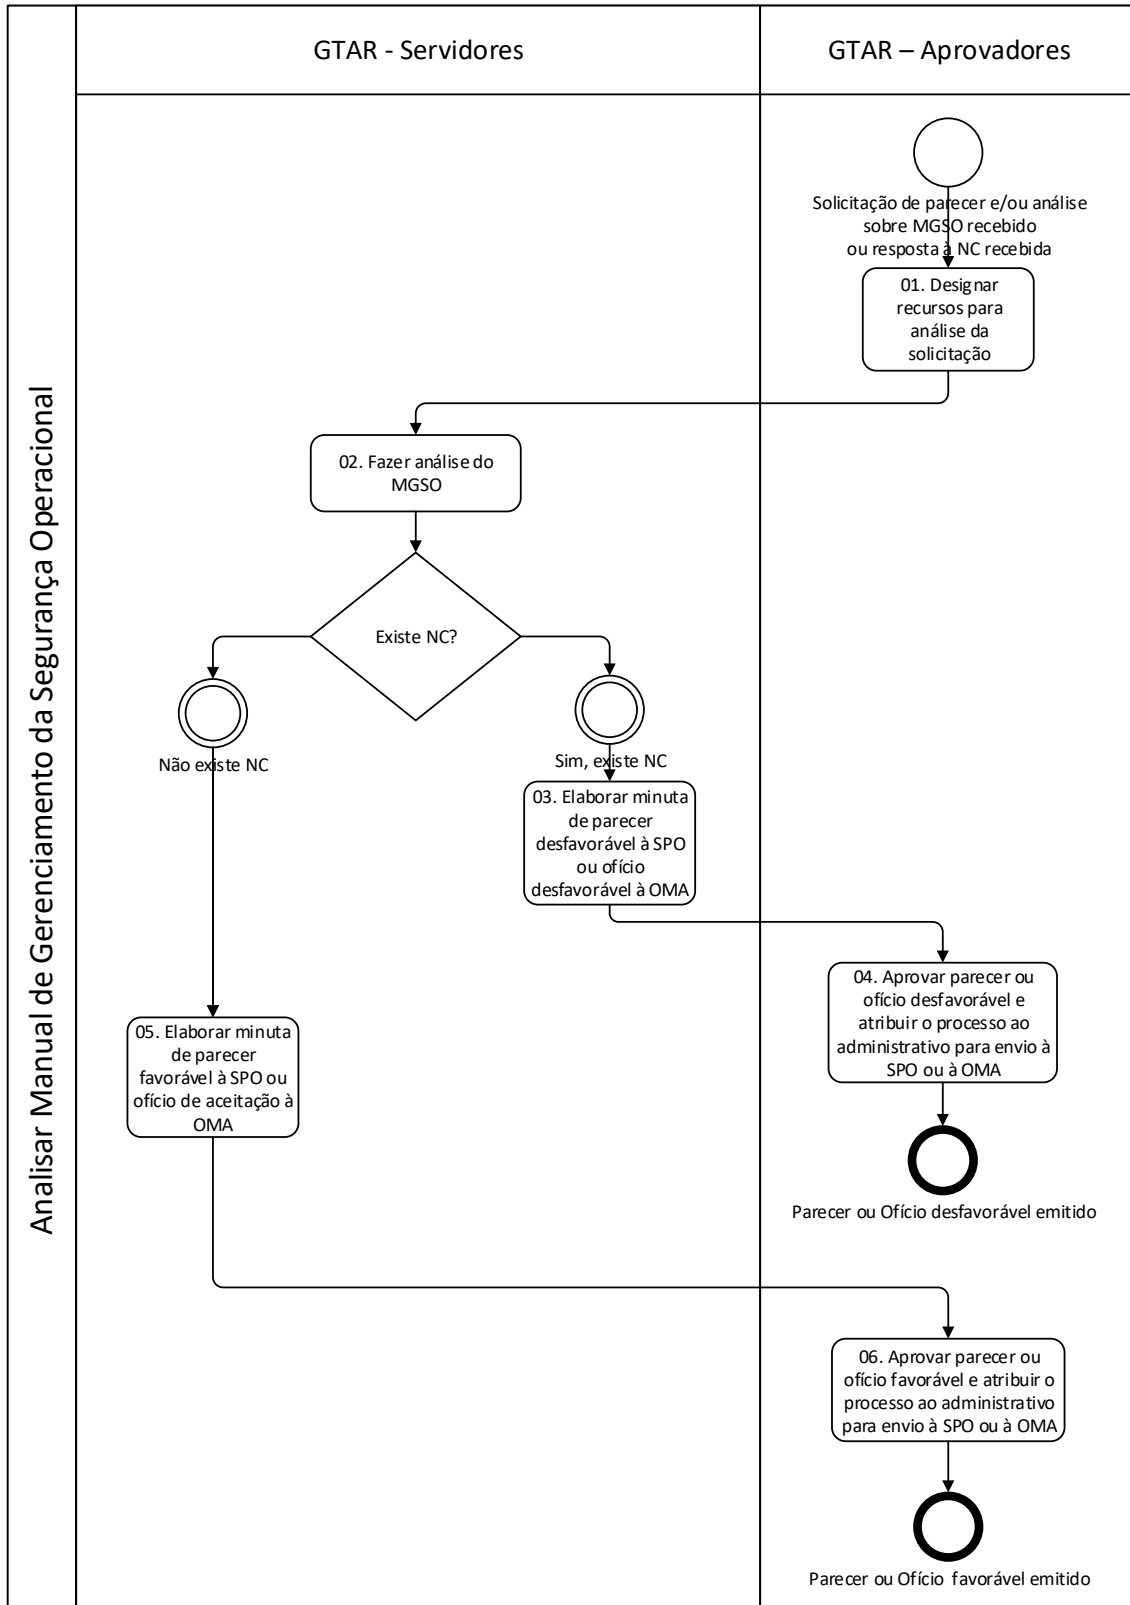 Analisar Manual de Gerenciamento da Segurança Operacional
GTAR - Servidores
GTAR – Aprovadores
Solicitação de parecer e/ou análise
sobre MGSO recebido
ou resposta à NC recebida
01. Designar
recursos para
análise da
solicitação
02. Fazer análise do
MGSO
Existe NC?
Não existe NC
Sim, existe NC
03. Elaborar minuta
de parecer
desfavorável à SPO
ou ofício
desfavorável à OMA
04. Aprovar parecer ou
ofício desfavorável e
atribuir o processo ao
administrativo para envio à
SPO ou à OMA
05. Elaborar minuta
de parecer
favorável à SPO ou
ofício de aceitação à
OMA
Parecer ou Ofício desfavorável emitido
06. Aprovar parecer ou
ofício favorável e atribuir o
processo ao administrativo
para envio à SPO ou à OMA
Parecer ou Ofício favorável emitido